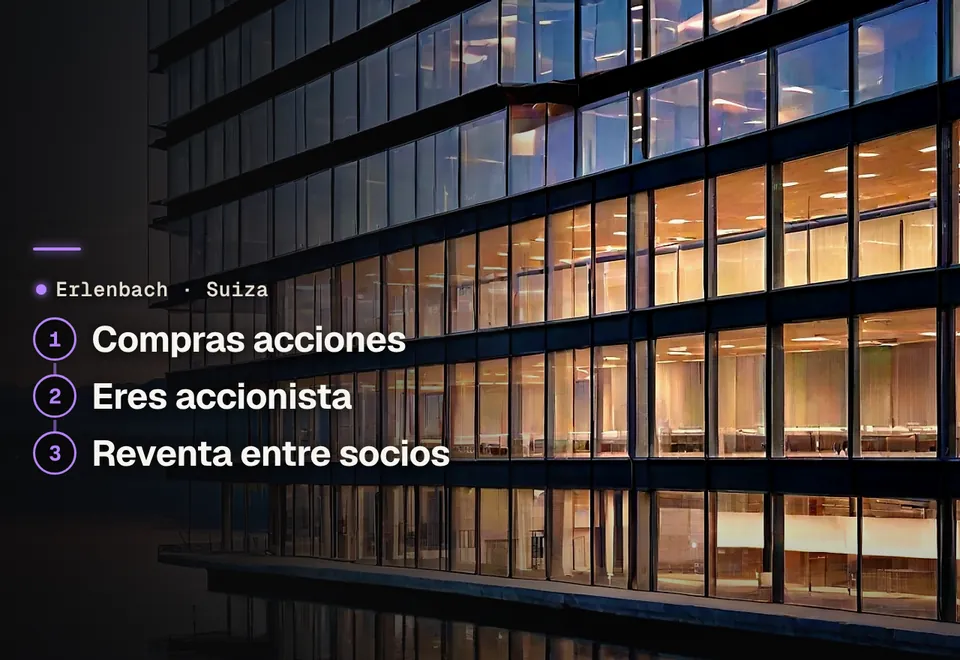 Erlenbach · Suiza
1 Compras acciones
2 Eres accionista
3 Reventa entre socios